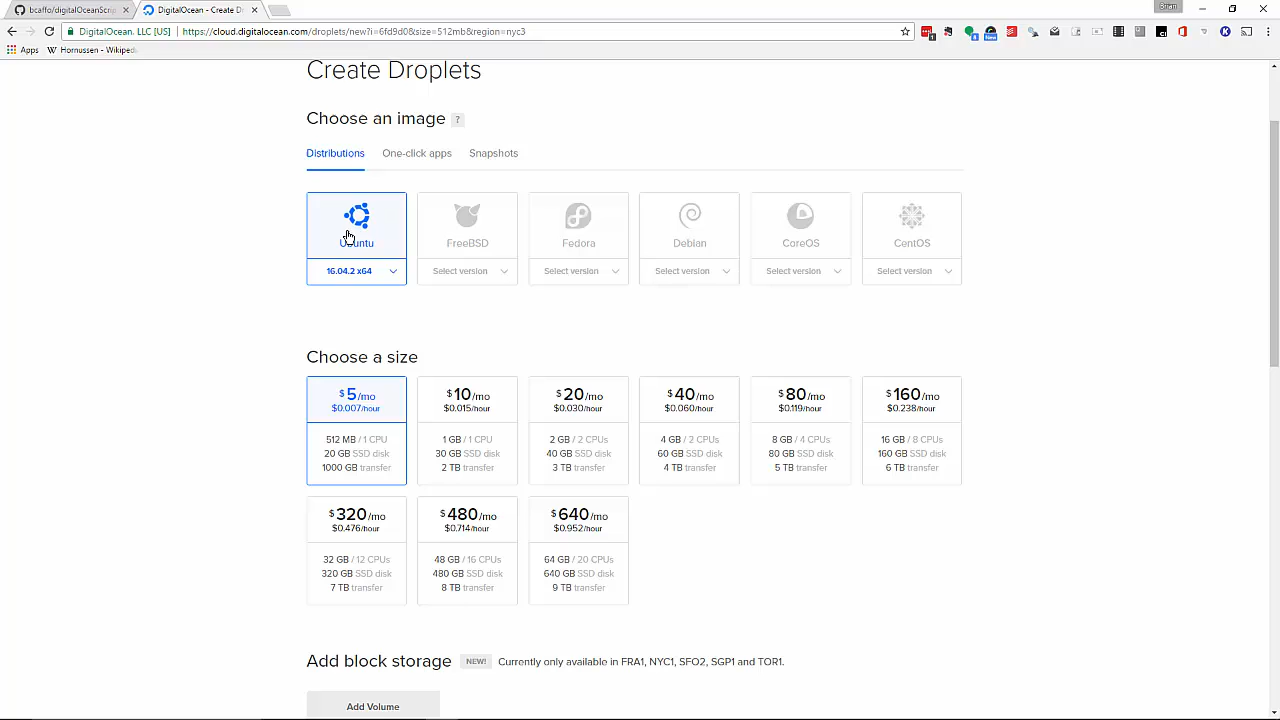 bcaffo/digitalOceanScrip
DigitalOcean - Create D
Brian
DigitalOcean, LLC [US]
https://cloud.digitalocean.com/droplets/new?i=6fd9d0&size=512mb&region=nyc3
Apps
Hornussen - Wikiped
Create Droplets
Choose an image ?
Distributions One-click apps Snapshots
Ubuntu FreeBSD Fedora Debian CoreOS CentOS
16.04.2 x64 Select version Select version Select version Select version Select version
Choose a size
$5/mo $10/mo $20/mo $40/mo $80/mo $160/mo
$0.007/hour $0.015/hour $0.030/hour $0.060/hour $0.119/hour $0.238/hour
512 MB / 1 CPU 1 GB / 1 CPU 2 GB / 2 CPUs 4 GB / 2 CPUs 8 GB / 4 CPUs 16 GB / 8 CPUs
20 GB SSD disk 30 GB SSD disk 40 GB SSD disk 60 GB SSD disk 80 GB SSD disk 160 GB SSD disk
1000 GB transfer 2 TB transfer 3 TB transfer 4 TB transfer 5 TB transfer 6 TB transfer
$320/mo $480/mo $640/mo
$0.476/hour $0.714/hour $0.952/hour
32 GB / 12 CPUs 48 GB / 16 CPUs 64 GB / 20 CPUs
320 GB SSD disk 480 GB SSD disk 640 GB SSD disk
7 TB transfer 8 TB transfer 9 TB transfer
Add block storage NEW! Currently only available in FRA1, NYC1, SFO2, SGP1 and TOR1.
Add Volume